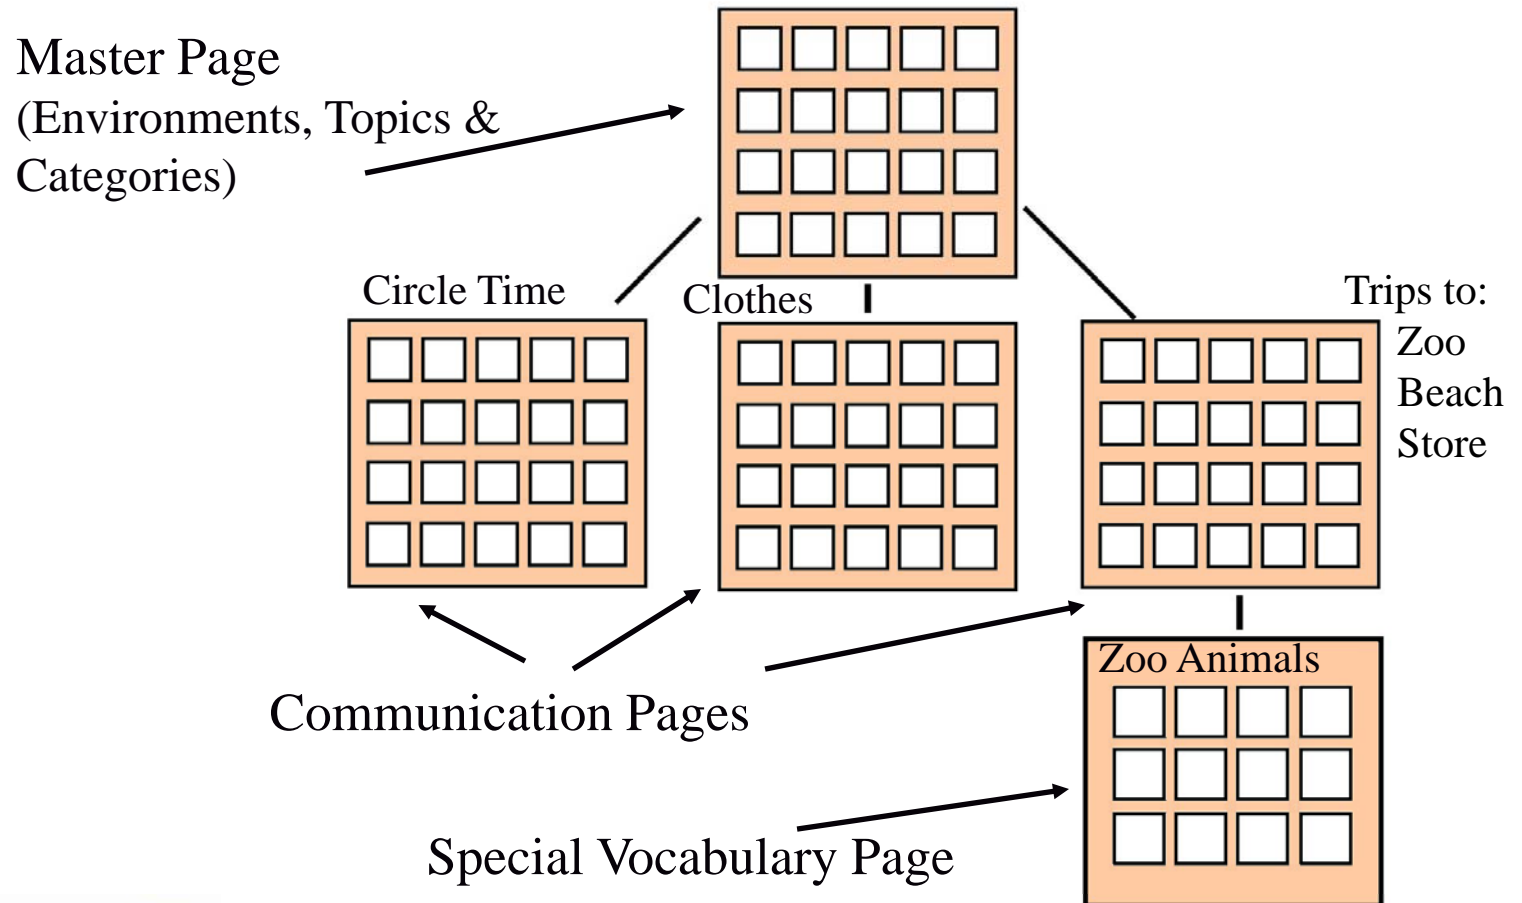 Master Page
(Environments, Topics &
Categories)
Circle Time
Clothes
Trips to:
Zoo
Beach
Store
Communication Pages
Zoo Animals
Special Vocabulary Page